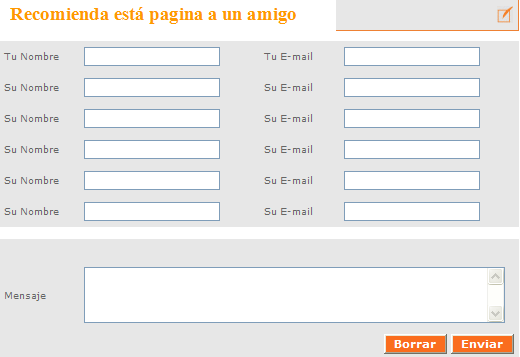 Recomienda está pagina a un amigo
Tu Nombre Tu E-mail
Su Nombre Su E-mail
Su Nombre Su E-mail
Su Nombre Su E-mail
Su Nombre Su E-mail
Su Nombre Su E-mail
Mensaje
Borrar Enviar